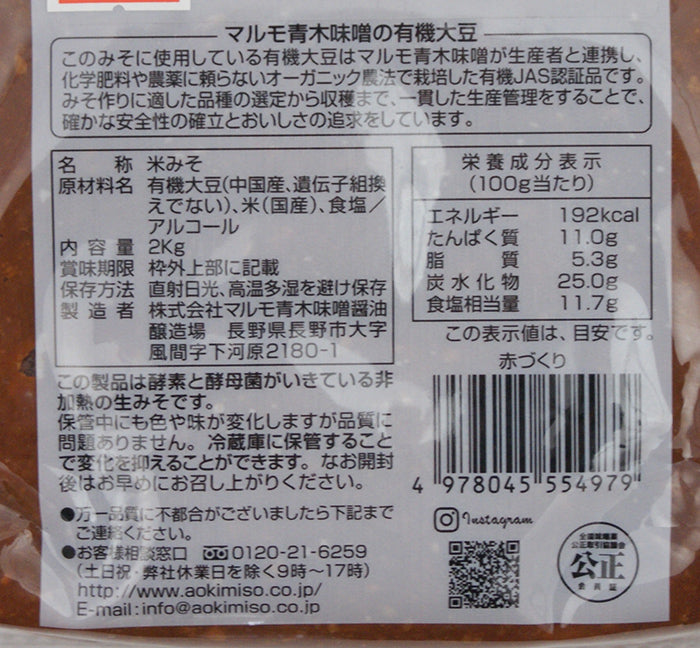 マルモ青木味噌の有機大豆
このみそに使用している有機大豆はマルモ青木味噌が生産者と連携し、
化学肥料や農薬に頼らないオーガニック農法で栽培した有機JAS認証品です。
みそ作りに適した品種の選定から収穫まで、一貫した生産管理をすることで、
確かな安全性の確立とおいしさの追求をしています。
名称 米みそ
原材料名 有機大豆(中国産、遺伝子組換
えでない)、米(国産)、食塩/
アルコール
内容量 2Kg
賞味期限 枠外上部に記載
保存方法 直射日光、高温多湿を避け保存
製造者 株式会社マルモ青木味噌醤油
醸造場 長野県長野市大字
風間字下河原2180-1
栄養成分表示
(100g当たり)
エネルギー 192kcal
たんぱく質 11.0g
脂質 5.3g
炭水化物 25.0g
食塩相当量 11.7g
この表示値は、目安です。
赤づくり
4 978045 554979
この製品は酵素と酵母菌がいきている非
加熱の生みそです。
保管中にも色や味が変化しますが品質に
問題ありません。冷蔵庫に保管すること
で変化を抑えることができます。なお開封
後はお早めにお召し上がりください。
●万一品質に不都合がございましたら下記まで
ご連絡ください。
●お客様相談窓口 0120-21-6259
(土日祝・弊社休業日を除く9時〜17時)
http://www.aokimiso.co.jp/
E-mail:info@aokimiso.co.jp
Instagram
全国味噌業
公正取引協議会
公正
会員証